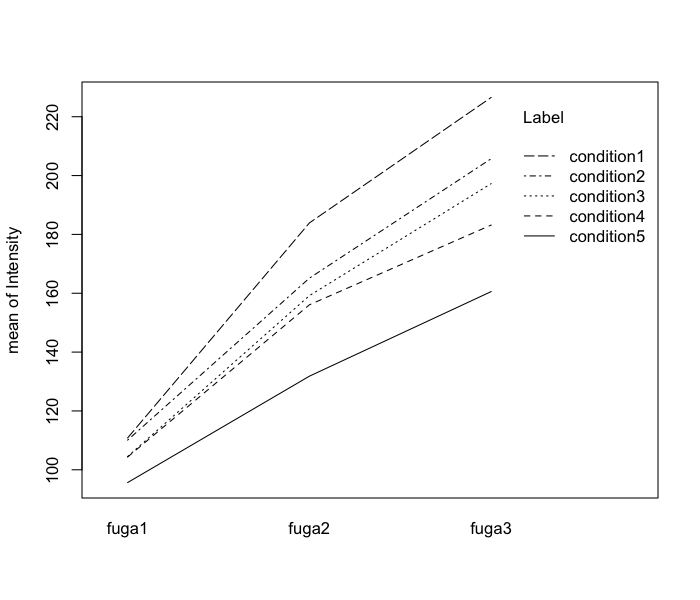 Label
condition1
condition2
condition3
condition4
condition5
mean of Intensity
220
200
180
160
140
120
100
fuga1 fuga2 fuga3